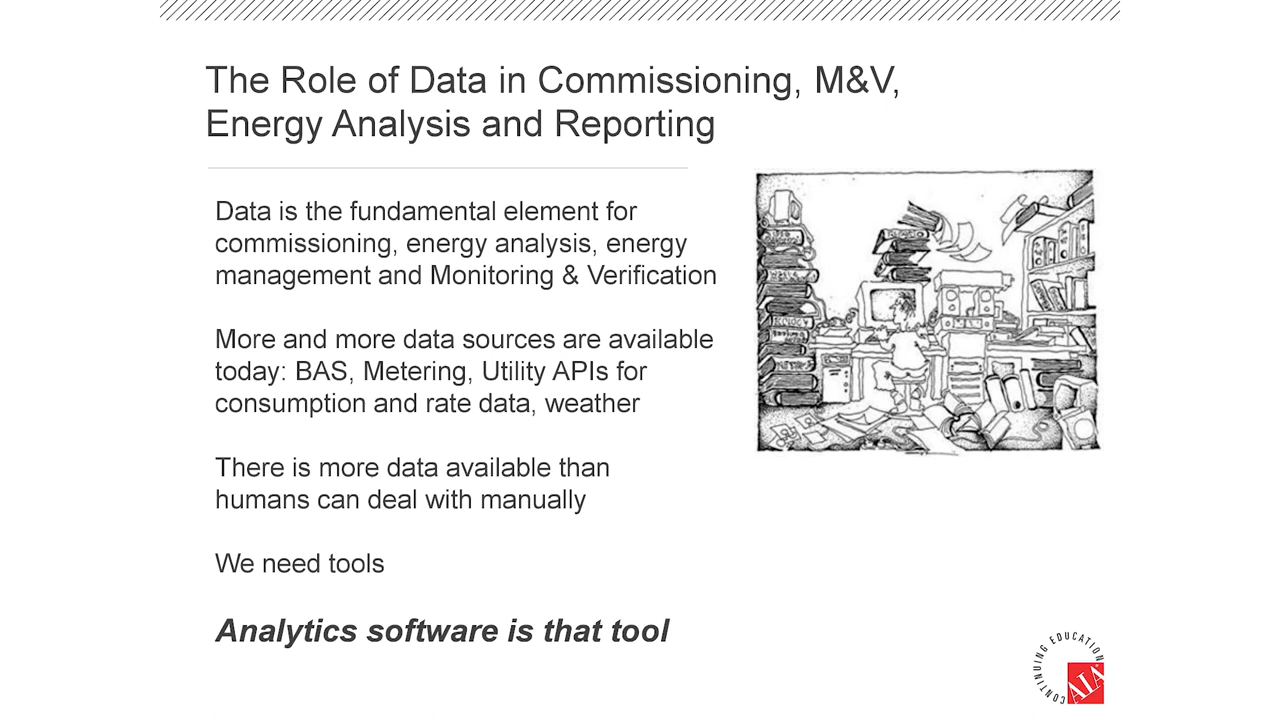 The Role of Data in Commissioning, M&V,
Energy Analysis and Reporting
Data is the fundamental element for
commissioning, energy analysis, energy
management and Monitoring & Verification
More and more data sources are available
today: BAS, Metering, Utility APIs for
consumption and rate data, weather
There is more data available than
humans can deal with manually
We need tools
Analytics software is that tool
CONTINUING EDUCATION
AIA